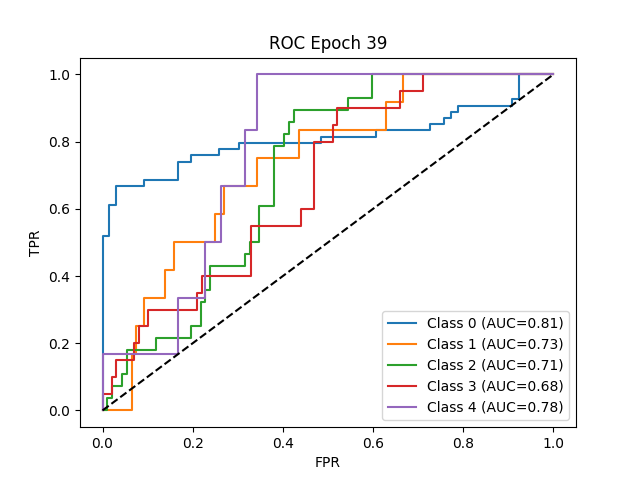 ROC Epoch 39
TPR
1.0
0.8
0.6
0.4
0.2
0.0
Class 0 (AUC=0.81)
Class 1 (AUC=0.73)
Class 2 (AUC=0.71)
Class 3 (AUC=0.68)
Class 4 (AUC=0.78)
0.0 0.2 0.4 0.6 0.8 1.0
FPR